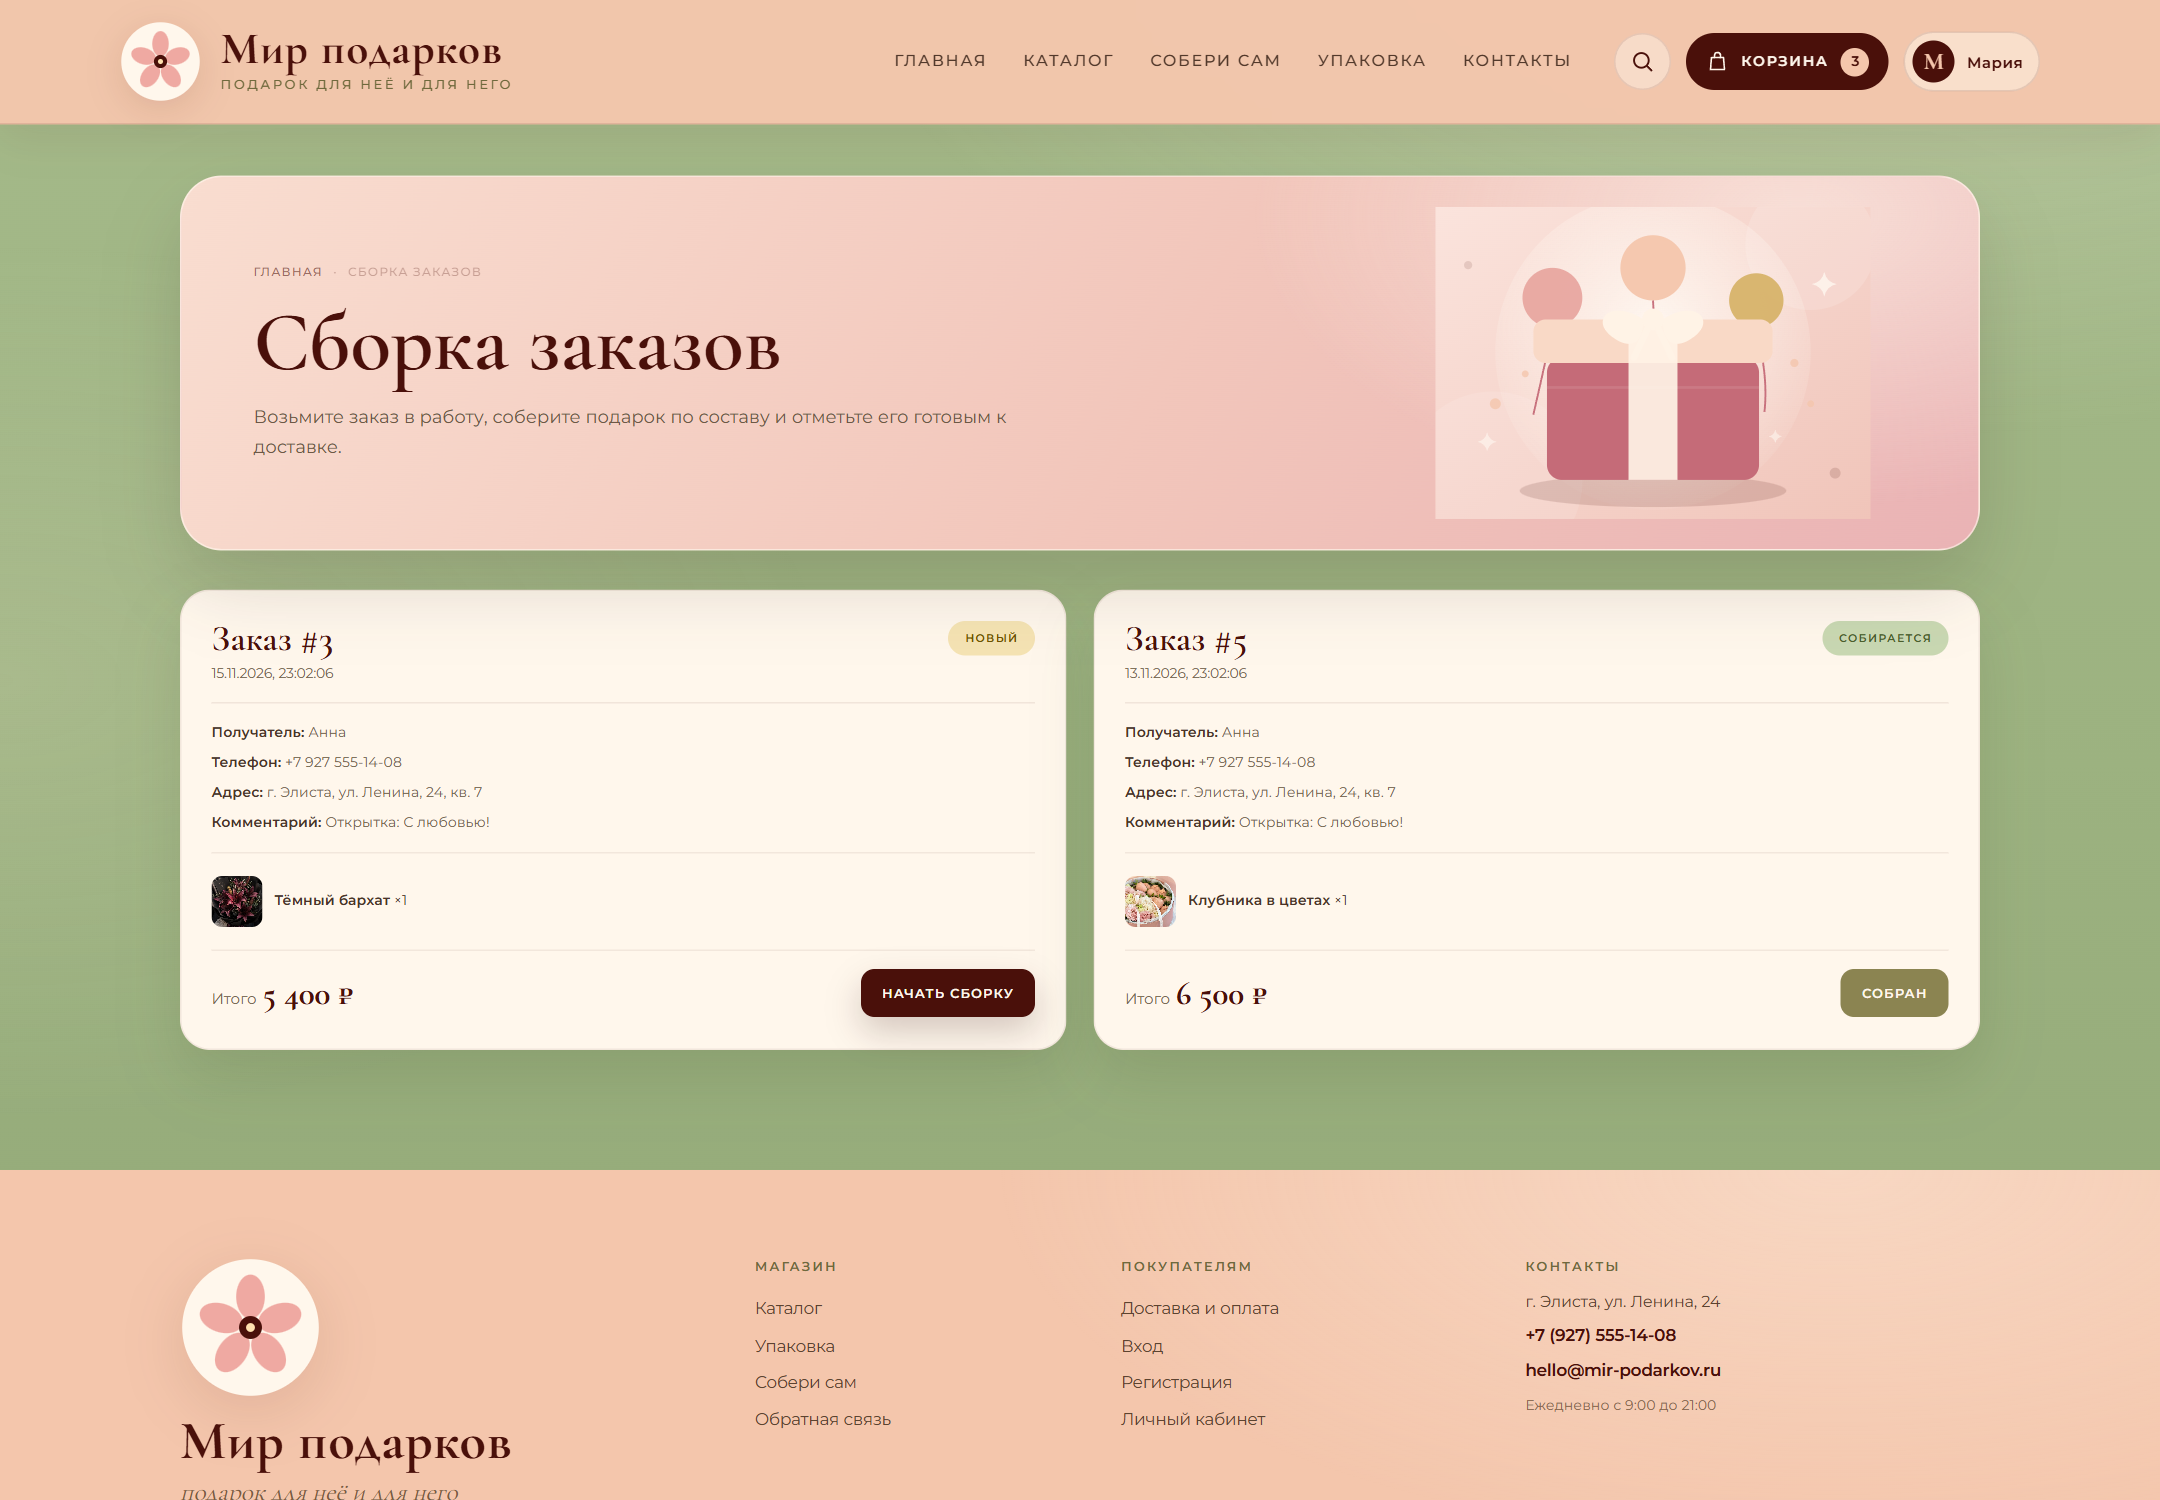 Мир подарков
ПОДАРОК ДЛЯ НЕЁ И ДЛЯ НЕГО
ГЛАВНАЯ КАТАЛОГ СОБЕРИ САМ УПАКОВКА КОНТАКТЫ
КОРЗИНА 3
М Мария
ГЛАВНАЯ · СБОРКА ЗАКАЗОВ
Сборка заказов
Возьмите заказ в работу, соберите подарок по составу и отметьте его готовым к
доставке.
Заказ #3
НОВЫЙ
15.11.2026, 23:02:06
Получатель: Анна
Телефон: +7 927 555-14-08
Адрес: г. Элиста, ул. Ленина, 24, кв. 7
Комментарий: Открытка: С любовью!
Тёмный бархат ×1
Итого 5 400 ₽
НАЧАТЬ СБОРКУ
Заказ #5
СОБИРАЕТСЯ
13.11.2026, 23:02:06
Получатель: Анна
Телефон: +7 927 555-14-08
Адрес: г. Элиста, ул. Ленина, 24, кв. 7
Комментарий: Открытка: С любовью!
Клубника в цветах ×1
Итого 6 500 ₽
СОБРАН
Мир подарков
подарок для неё и для него
МАГАЗИН
Каталог
Упаковка
Собери сам
Обратная связь
ПОКУПАТЕЛЯМ
Доставка и оплата
Вход
Регистрация
Личный кабинет
КОНТАКТЫ
г. Элиста, ул. Ленина, 24
+7 (927) 555-14-08
hello@mir-podarkov.ru
Ежедневно с 9:00 до 21:00